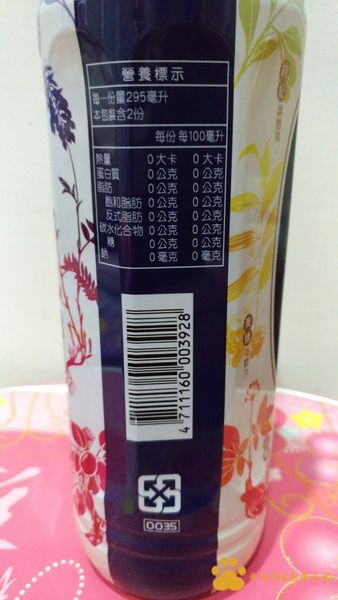 營養標示
每一份量295毫升
本包裝含2份
每份 每100毫升
熱量 0大卡 0大卡
蛋白質 0公克 0公克
脂肪 0公克 0公克
飽和脂肪 0公克 0公克
反式脂肪 0公克 0公克
碳水化合物 0公克 0公克
糖 0公克 0公克
鈉 0毫克 0毫克
4 711160 003928
0035